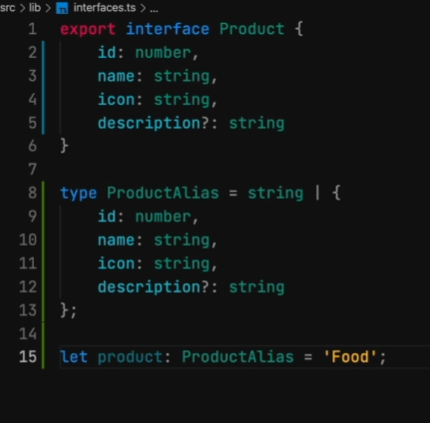 src > lib > interfaces.ts > ...
1 export interface Product {
2 id: number,
3 name: string,
4 icon: string,
5 description?: string
6 }
7
8 type ProductAlias = string | {
9 id: number,
10 name: string,
11 icon: string,
12 description?: string
13 };
14
15 let product: ProductAlias = 'Food';